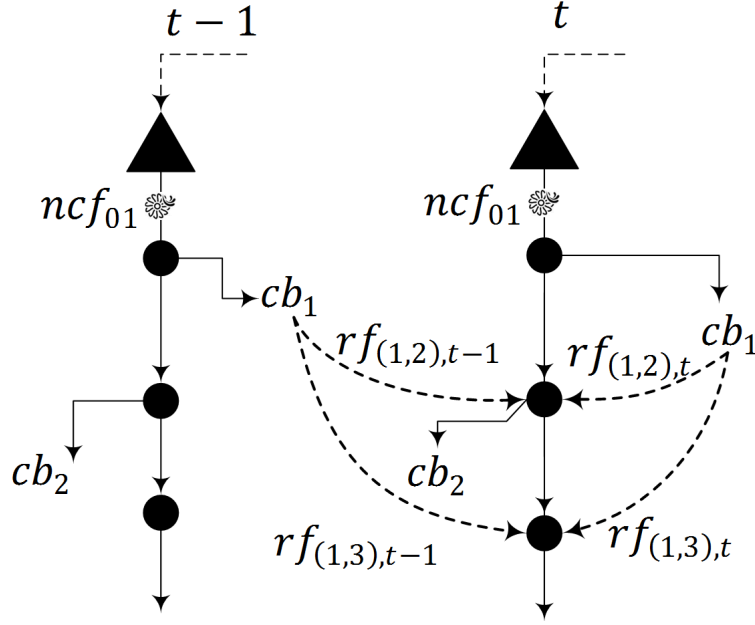 t − 1
t
ncf₀₁
ncf₀₁
cb₁
cb₁
rf₍₁,₂₎,ₜ₋₁
rf₍₁,₂₎,ₜ
cb₂
cb₂
rf₍₁,₃₎,ₜ₋₁
rf₍₁,₃₎,ₜ